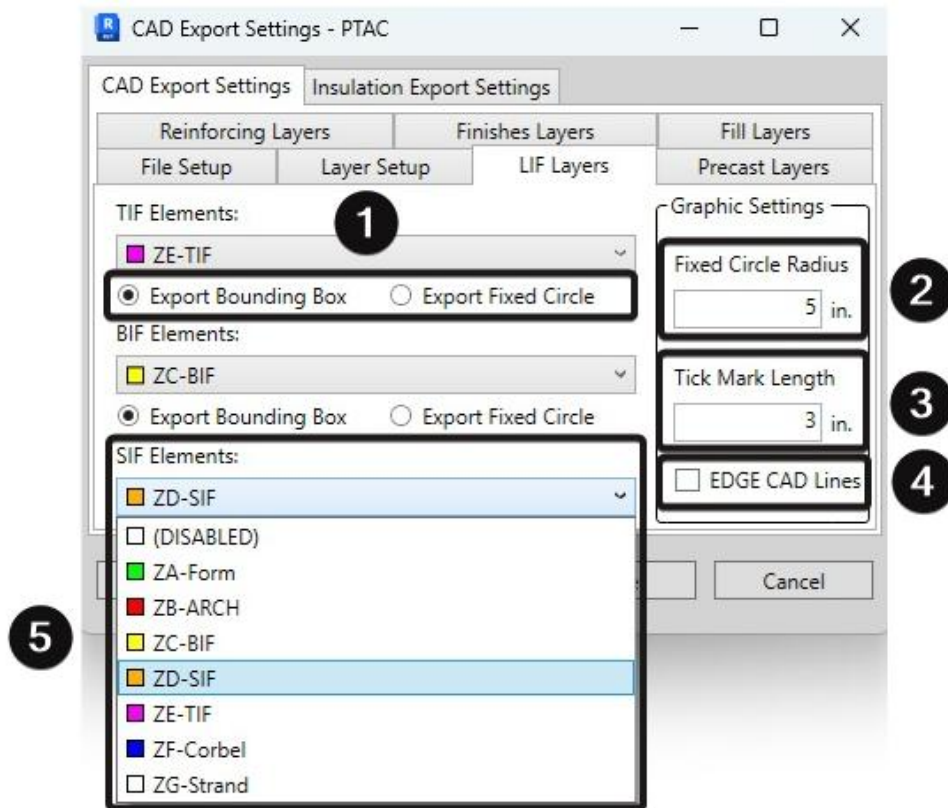 CAD Export Settings - PTAC
CAD Export Settings Insulation Export Settings
Reinforcing Layers Finishes Layers Fill Layers
File Setup Layer Setup LIF Layers Precast Layers
TIF Elements:
1
ZE-TIF
Export Bounding Box Export Fixed Circle
BIF Elements:
ZC-BIF
Export Bounding Box Export Fixed Circle
SIF Elements:
ZD-SIF
(DISABLED)
ZA-Form
ZB-ARCH
ZC-BIF
ZD-SIF
ZE-TIF
ZF-Corbel
ZG-Strand
5
Graphic Settings
Fixed Circle Radius
5 in.
2
Tick Mark Length
3 in.
3
EDGE CAD Lines
4
Cancel